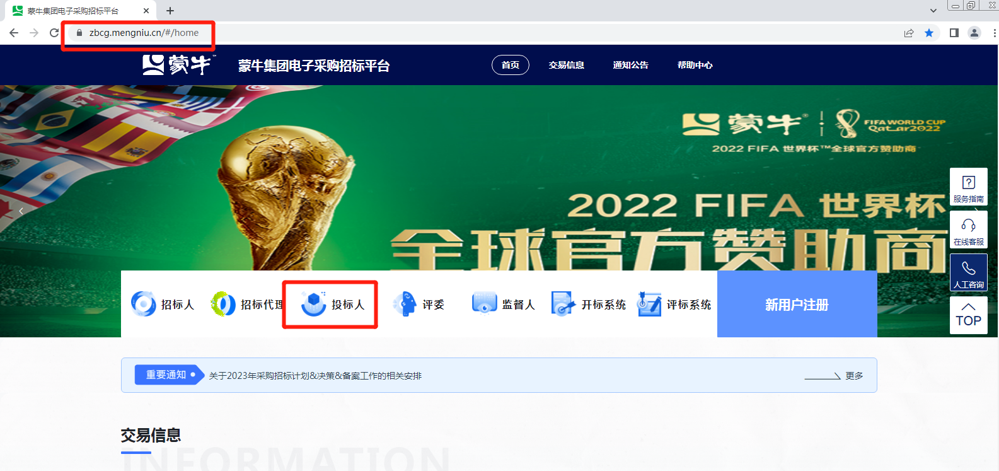 蒙牛集团电子采购招标平台
zbcg.mengniu.cn/#/home
蒙牛™ 蒙牛集团电子采购招标平台 首页 交易信息 通知公告 帮助中心
蒙牛® FIFA WORLD CUP
Qatar2022
2022 FIFA 世界杯™全球官方赞助商
2022 FIFA 世界杯
全球官方赞助商
服务指南
在线客服
人工咨询
TOP
招标人 招标代理 投标人 评委 监督人 开标系统 评标系统 新用户注册
重要通知 关于2023年采购招标计划&决策&备案工作的相关安排 更多
交易信息
INFORMATION